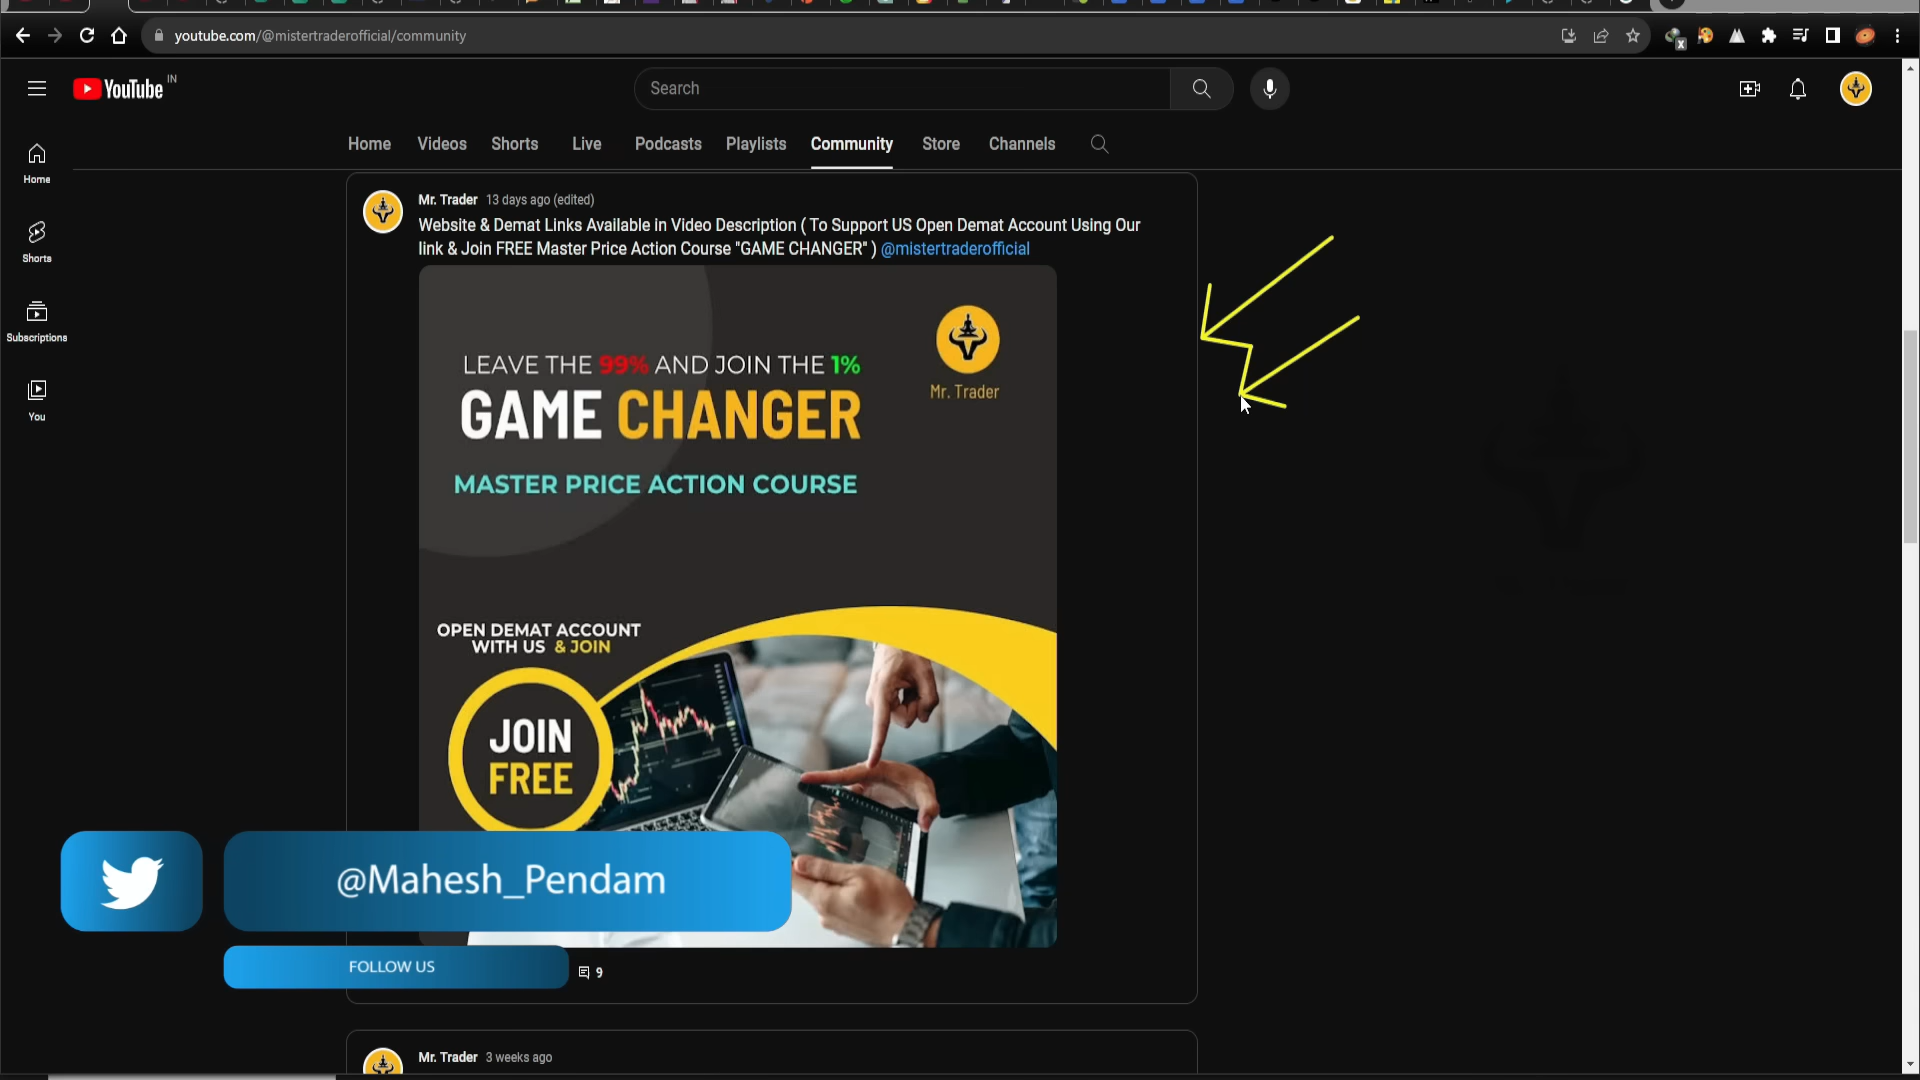 youtube.com/@mistertraderofficial/community
YouTube IN
Search
Home Videos Shorts Live Podcasts Playlists Community Store Channels
Home
Shorts
Subscriptions
You
Mr. Trader 13 days ago (edited)
Website & Demat Links Available in Video Description ( To Support US Open Demat Account Using Our
link & Join FREE Master Price Action Course "GAME CHANGER" ) @mistertraderofficial
LEAVE THE 99% AND JOIN THE 1%
GAME CHANGER
Mr. Trader
MASTER PRICE ACTION COURSE
OPEN DEMAT ACCOUNT
WITH US & JOIN
JOIN
FREE
@Mahesh_Pendam
FOLLOW US
9
Mr. Trader 3 weeks ago